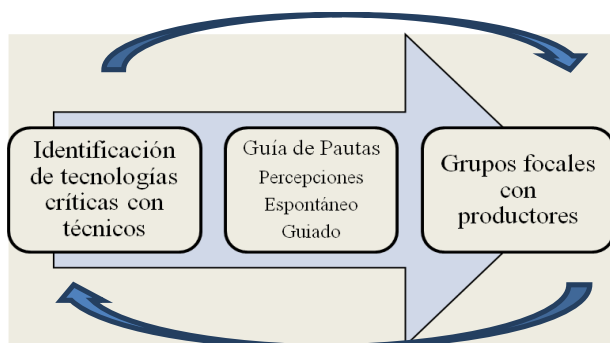 Identificación
de tecnologías
críticas con
técnicos
Guía de Pautas
Percepciones
Espontáneo
Guiado
Grupos focales
con
productores